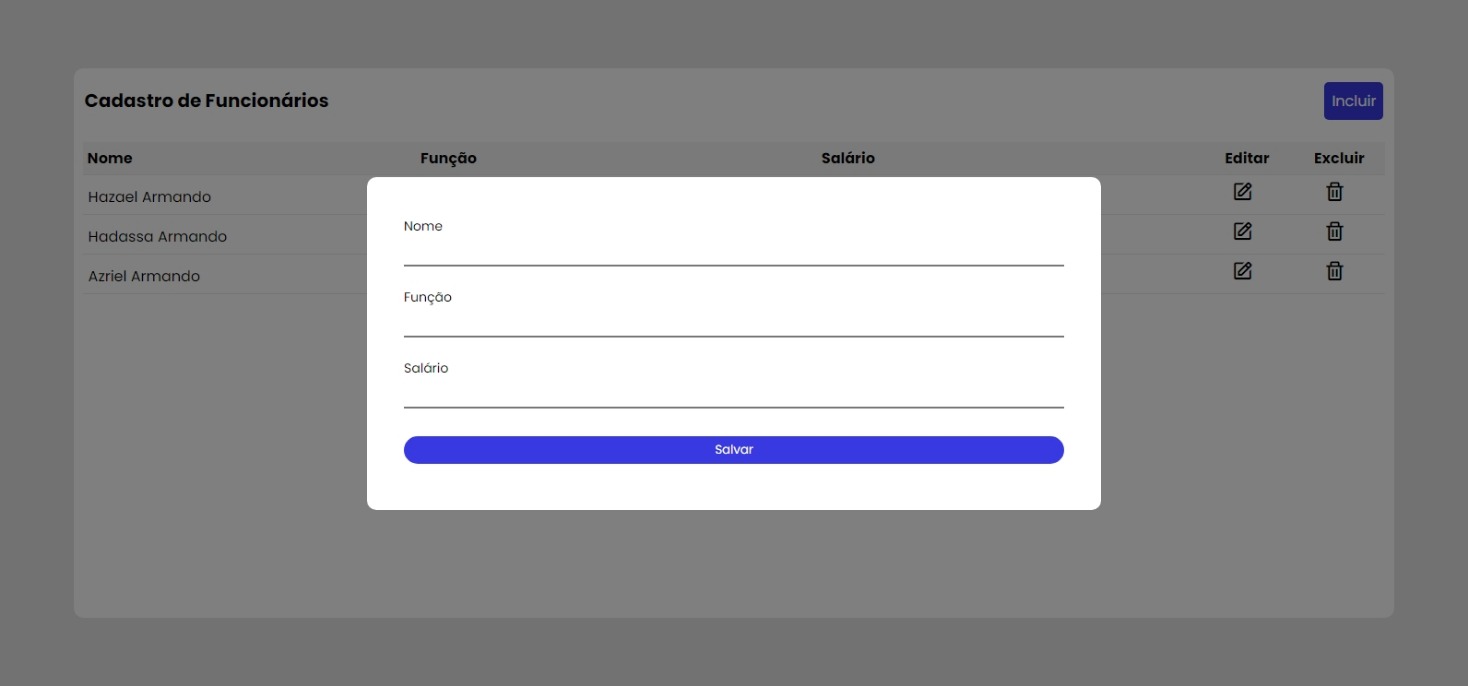 Cadastro de Funcionários
Incluir
Nome Função Salário Editar Excluir
Hazael Armando
Hadassa Armando
Azriel Armando
Nome
Função
Salário
Salvar